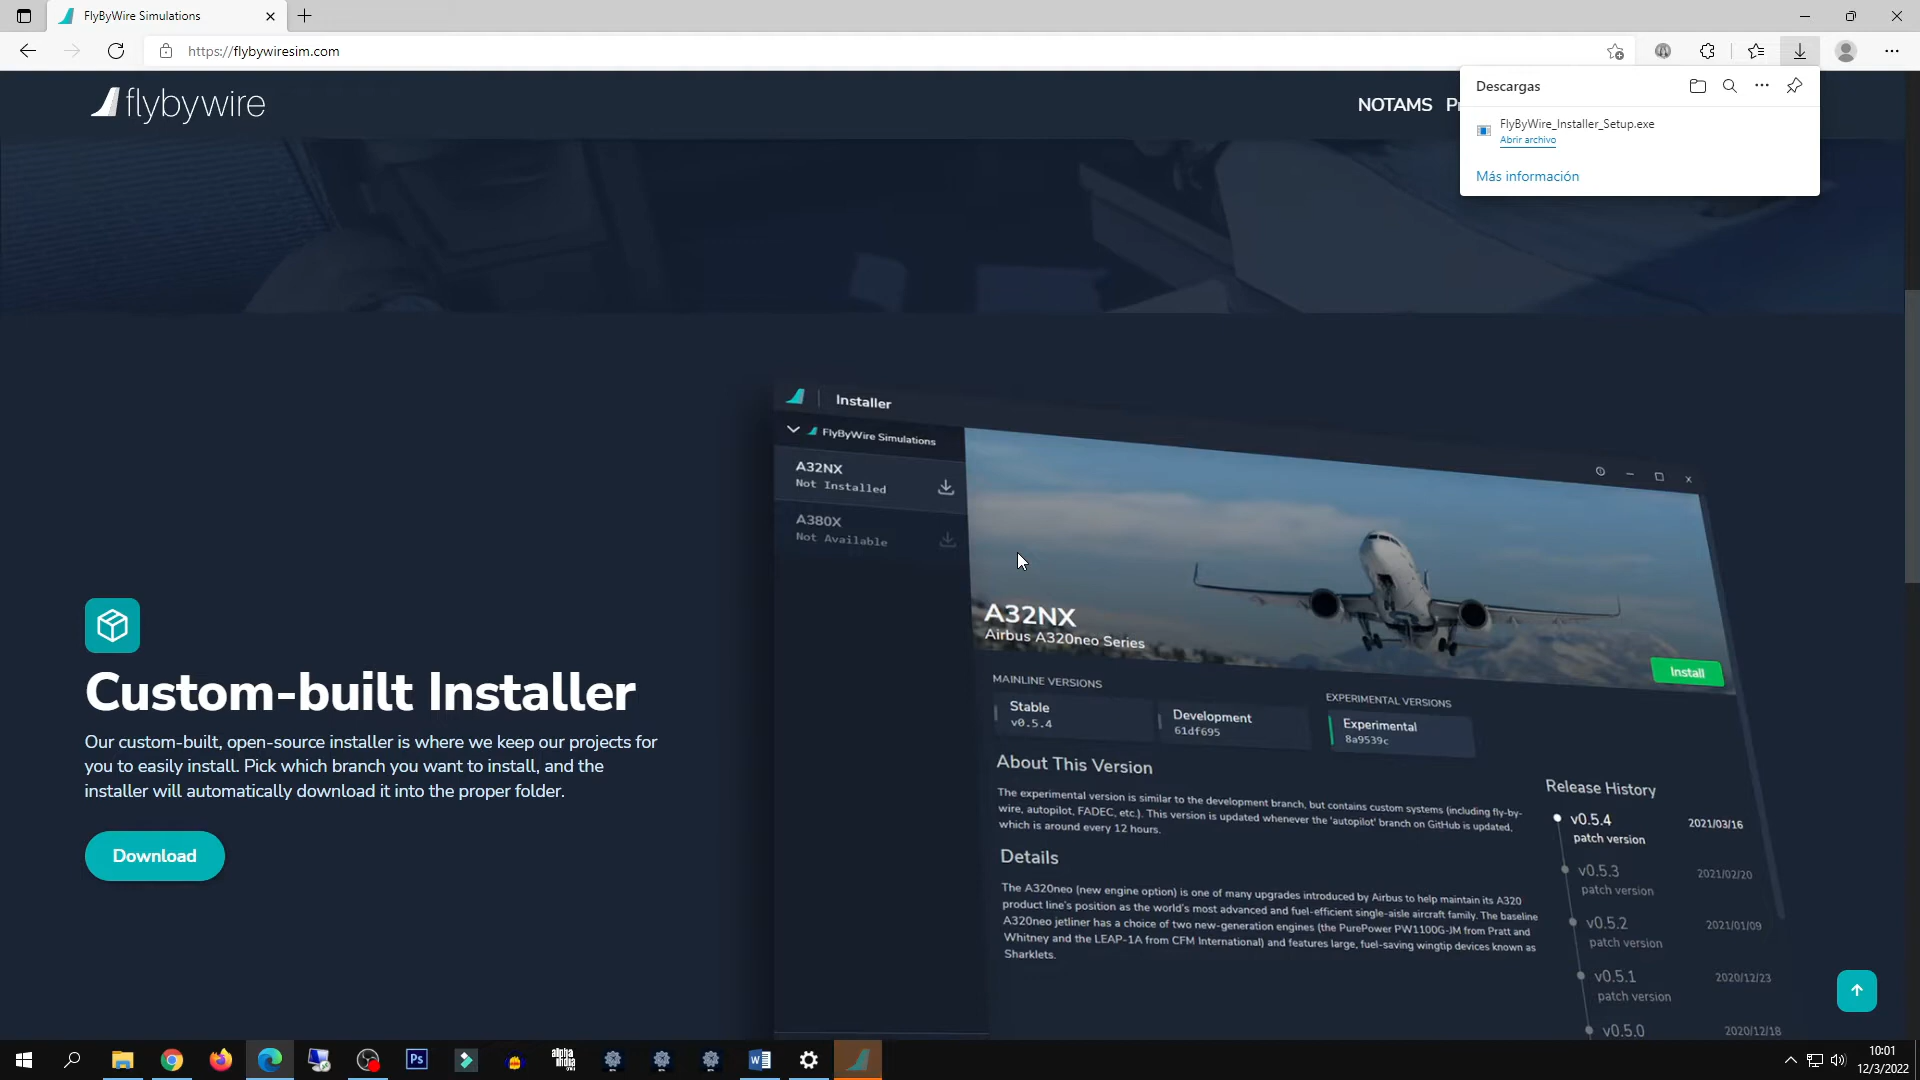 FlyByWire Simulations
https://flybywiresim.com
flybywire
NOTAMS
Descargas
FlyByWire_Installer_Setup.exe
Abrir archivo
Más información
Custom-built Installer
Our custom-built, open-source installer is where we keep our projects for
you to easily install. Pick which branch you want to install, and the
installer will automatically download it into the proper folder.
Download
Installer
FlyByWire Simulations
A32NX
Not Installed
A380X
Not Available
A32NX
Airbus A320neo Series
Install
MAINLINE VERSIONS
Stable
v0.5.4
Development
61df695
EXPERIMENTAL VERSIONS
Experimental
8a9539c
About This Version
The experimental version is similar to the development branch, but contains custom systems (including fly-by-
wire, autopilot, FADEC, etc.). This version is updated whenever the 'autopilot' branch on GitHub is updated,
which is around every 12 hours.
Details
The A320neo (new engine option) is one of many upgrades introduced by Airbus to help maintain its A320
product line's position as the world's most advanced and fuel-efficient single-aisle aircraft family. The baseline
A320neo jetliner has a choice of two new-generation engines (the PurePower PW1100G-JM from Pratt and
Whitney and the LEAP-1A from CFM International) and features large, fuel-saving wingtip devices known as
Sharklets.
Release History
v0.5.4 2021/03/16
patch version
v0.5.3 2021/02/20
patch version
v0.5.2 2021/01/09
patch version
v0.5.1 2020/12/23
patch version
v0.5.0 2020/12/18
Ps
alpha
india
10:01
12/3/2022